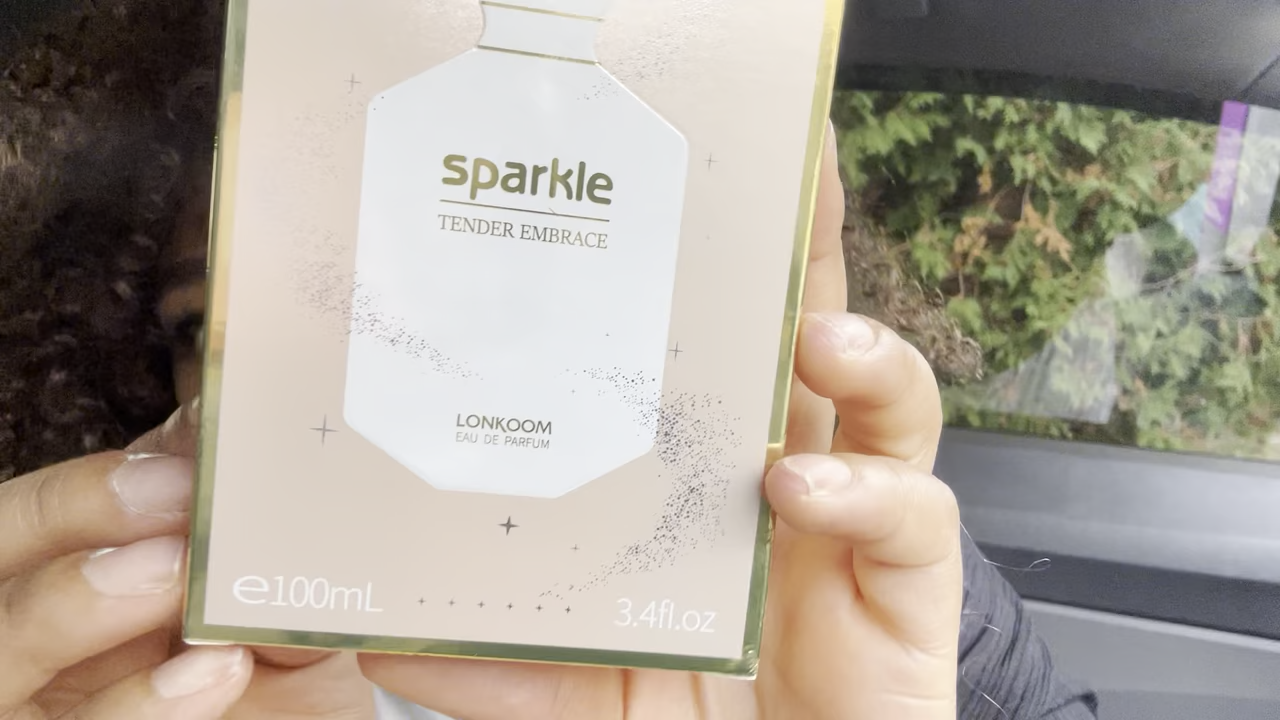 sparkle
TENDER EMBRACE
LONKOOM
EAU DE PARFUM
℮100mL
3.4fl.oz